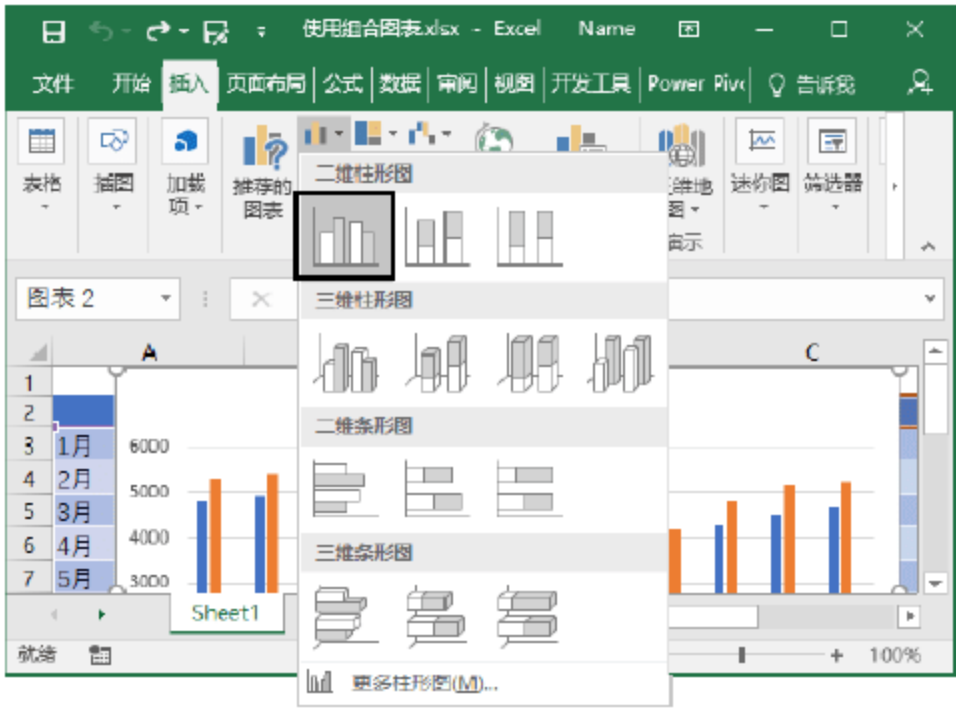 使用组合图表.xlsx - Excel Name
文件 开始 插入 页面布局 公式 数据 审阅 视图 开发工具 Power Piv 告诉我
表格 插图 加载项 推荐的图表 维地图 迷你图 筛选器
演示
二维柱形图
图表 2
三维柱形图
A C
1
2
二维条形图
3 1月 6000
4 2月 5000
5 3月
6 4月 4000
三维条形图
7 5月 3000
Sheet1
就绪 100%
更多柱形图(M)...